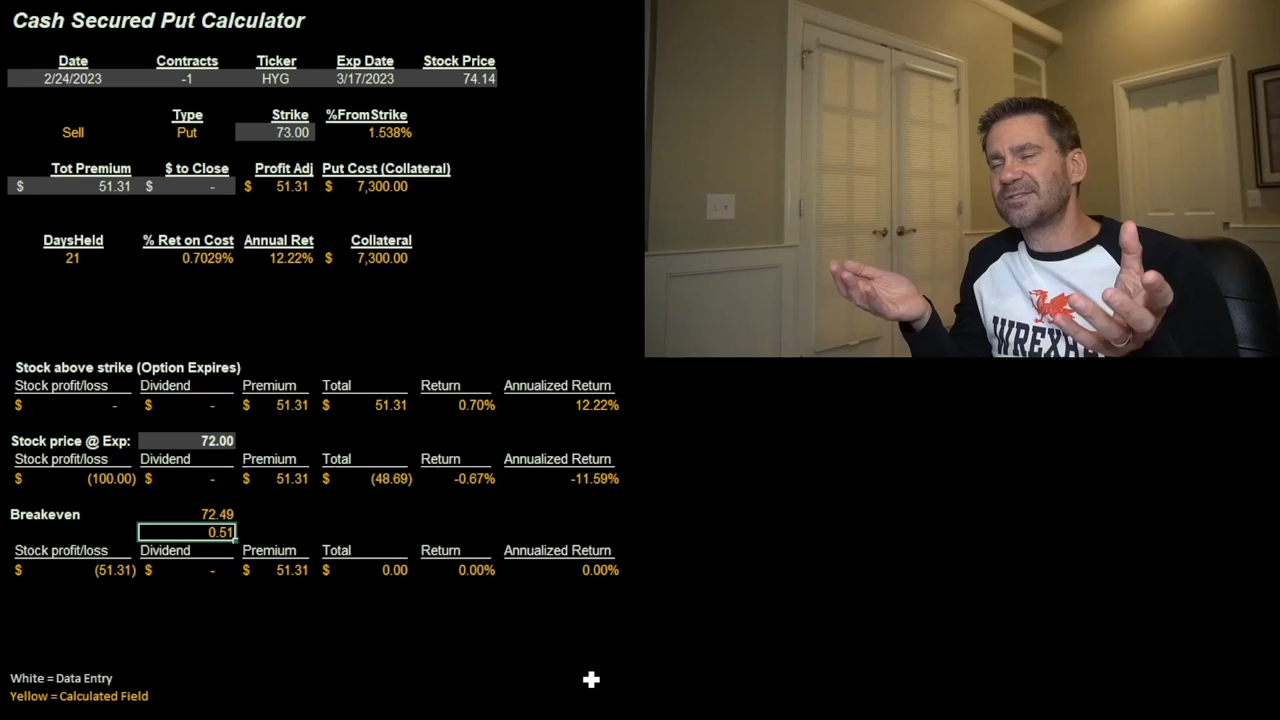 Cash Secured Put Calculator
Date Contracts Ticker Exp Date Stock Price
2/24/2023 -1 HYG 3/17/2023 74.14
Type Strike %FromStrike
Sell Put 73.00 1.538%
Tot Premium $ to Close Profit Adj Put Cost (Collateral)
$ 51.31 $ - $ 51.31 $ 7,300.00
DaysHeld % Ret on Cost Annual Ret Collateral
21 0.7029% 12.22% $ 7,300.00
Stock above strike (Option Expires)
Stock profit/loss Dividend Premium Total Return Annualized Return
$ - $ - $ 51.31 $ 51.31 0.70% 12.22%
Stock price @ Exp: 72.00
Stock profit/loss Dividend Premium Total Return Annualized Return
$ (100.00) $ - $ 51.31 $ (48.69) -0.67% -11.59%
Breakeven 72.49
0.51
Stock profit/loss Dividend Premium Total Return Annualized Return
$ (51.31) $ - $ 51.31 $ 0.00 0.00% 0.00%
White = Data Entry
Yellow = Calculated Field